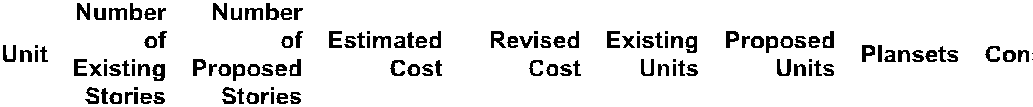 Unit
Number
of
Existing
Stories
Number
of
Proposed
Stories
Estimated
Cost
Revised
Cost
Existing
Units
Proposed
Units
Plansets
Con